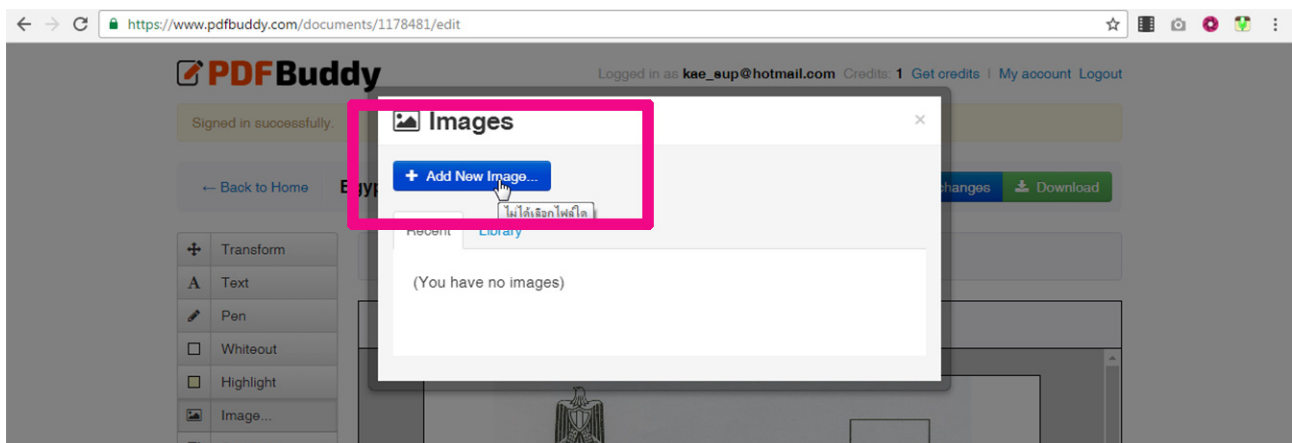 https://www.pdfbuddy.com/documents/1178481/edit
PDFBuddy
Logged in as kae_sup@hotmail.com Credits: 1 Get credits | My account Logout
Signed in successfully.
Images
×
← Back to Home
changes
Download
+ Add New Image...
ไม่ได้เลือกไฟล์ใด
Recent
Library
(You have no images)
Transform
Text
Pen
Whiteout
Highlight
Image...